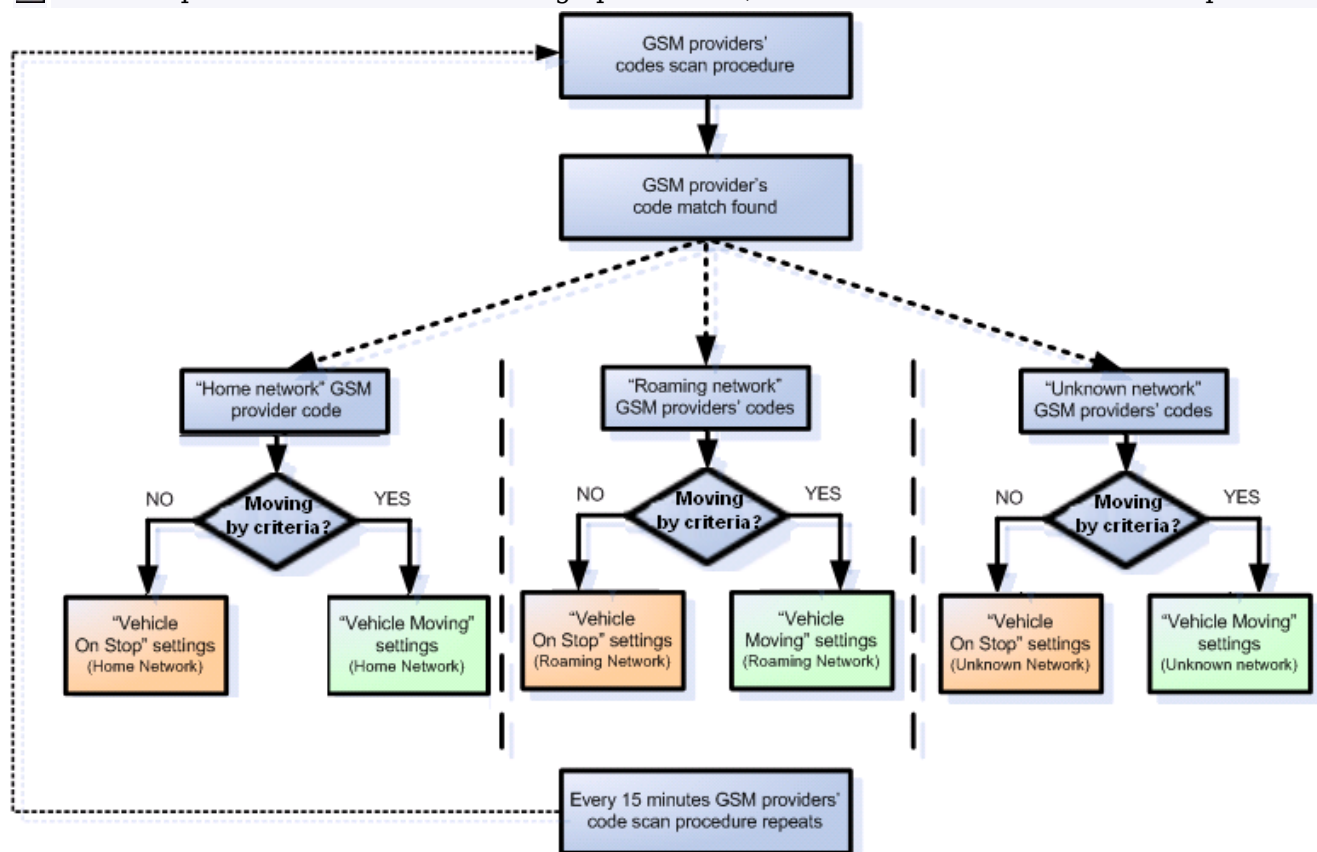 GSM providers'
codes scan procedure
GSM provider's
code match found
"Home network" GSM
provider code
"Roaming network"
GSM providers' codes
"Unknown network"
GSM providers' codes
NO
Moving
by criteria?
YES
NO
Moving
by criteria?
YES
NO
Moving
by criteria?
YES
"Vehicle
On Stop" settings
(Home Network)
"Vehicle Moving"
settings
(Home Network)
"Vehicle
On Stop" settings
(Roaming Network)
"Vehicle
Moving" settings
(Roaming Network)
"Vehicle
On Stop" settings
(Unknown Network)
"Vehicle Moving"
settings
(Unknown network)
Every 15 minutes GSM providers'
code scan procedure repeats